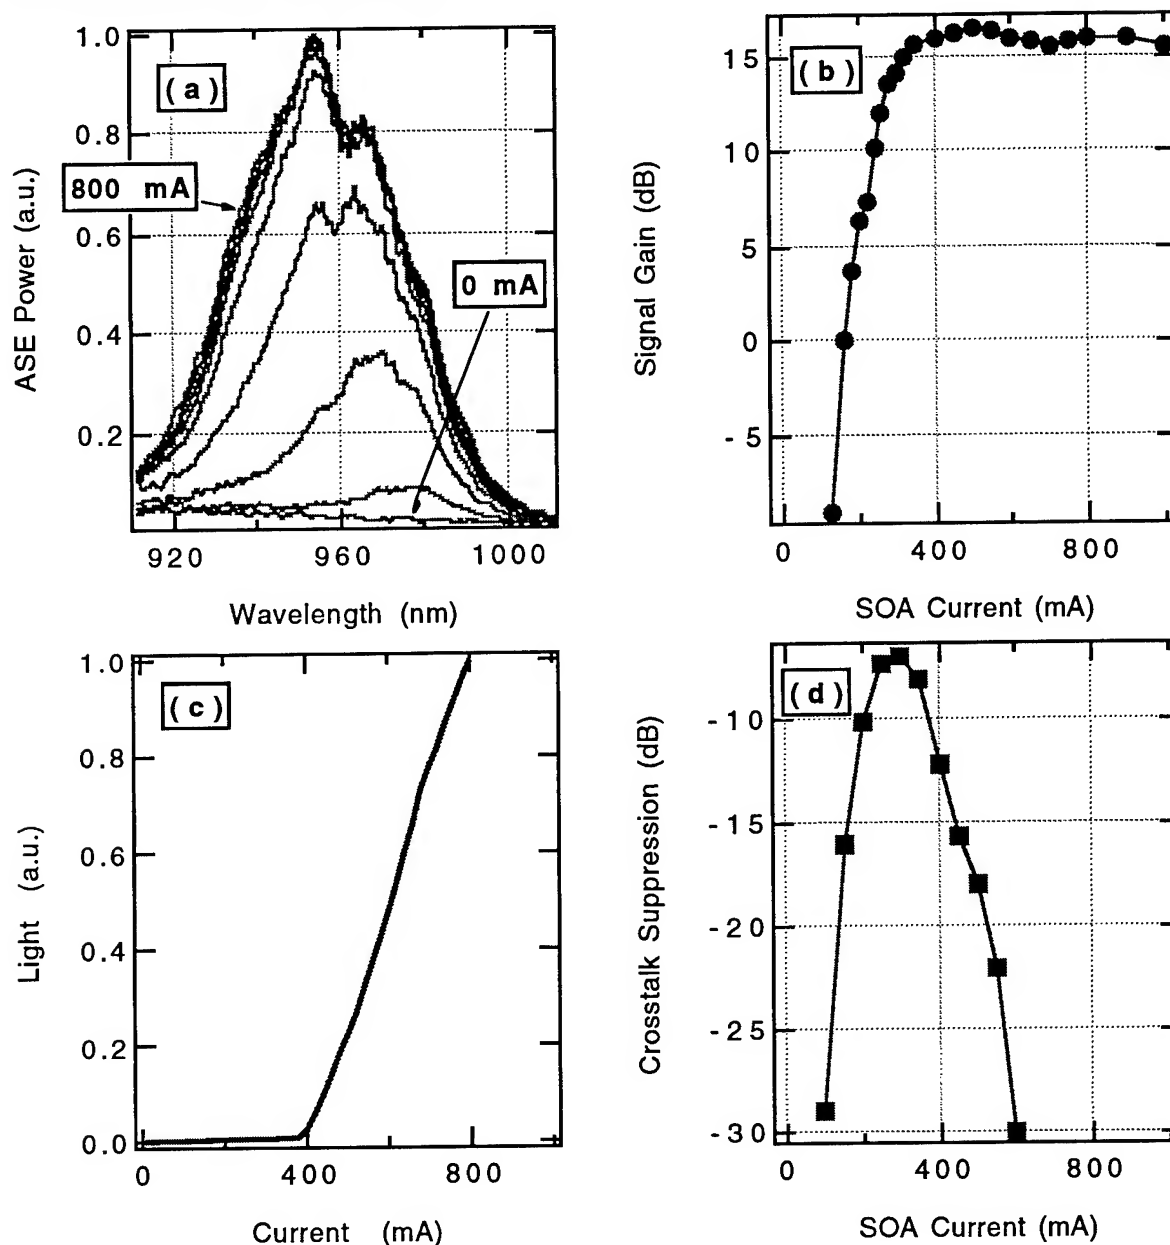 (a)
800 mA
0 mA
ASE Power (a.u.)
1.0
0.8
0.6
0.4
0.2
920 960 1000
Wavelength (nm)
(b)
Signal Gain (dB)
15
10
5
0
-5
0 400 800
SOA Current (mA)
(c)
Light (a.u.)
1.0
0.8
0.6
0.4
0.2
0.0
0 400 800
Current (mA)
(d)
Crosstalk Suppression (dB)
-10
-15
-20
-25
-30
0 400 800
SOA Current (mA)